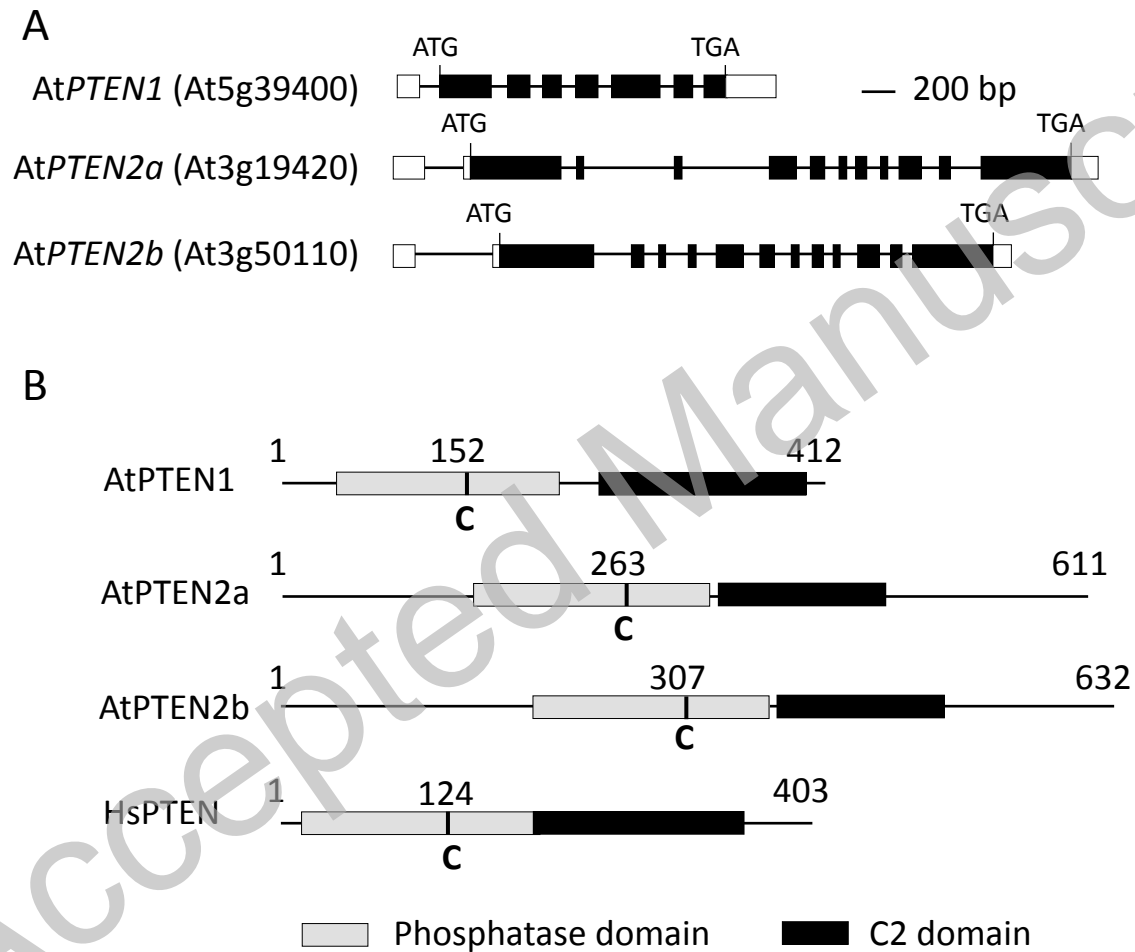 A
ATG TGA
AtPTEN1 (At5g39400) 200 bp
ATG TGA
AtPTEN2a (At3g19420)
ATG TGA
AtPTEN2b (At3g50110)
B
1 152 412
AtPTEN1
C
1 263 611
AtPTEN2a
C
1 307 632
AtPTEN2b
C
1 124 403
HsPTEN
C
Phosphatase domain C2 domain
Accepted Manusc